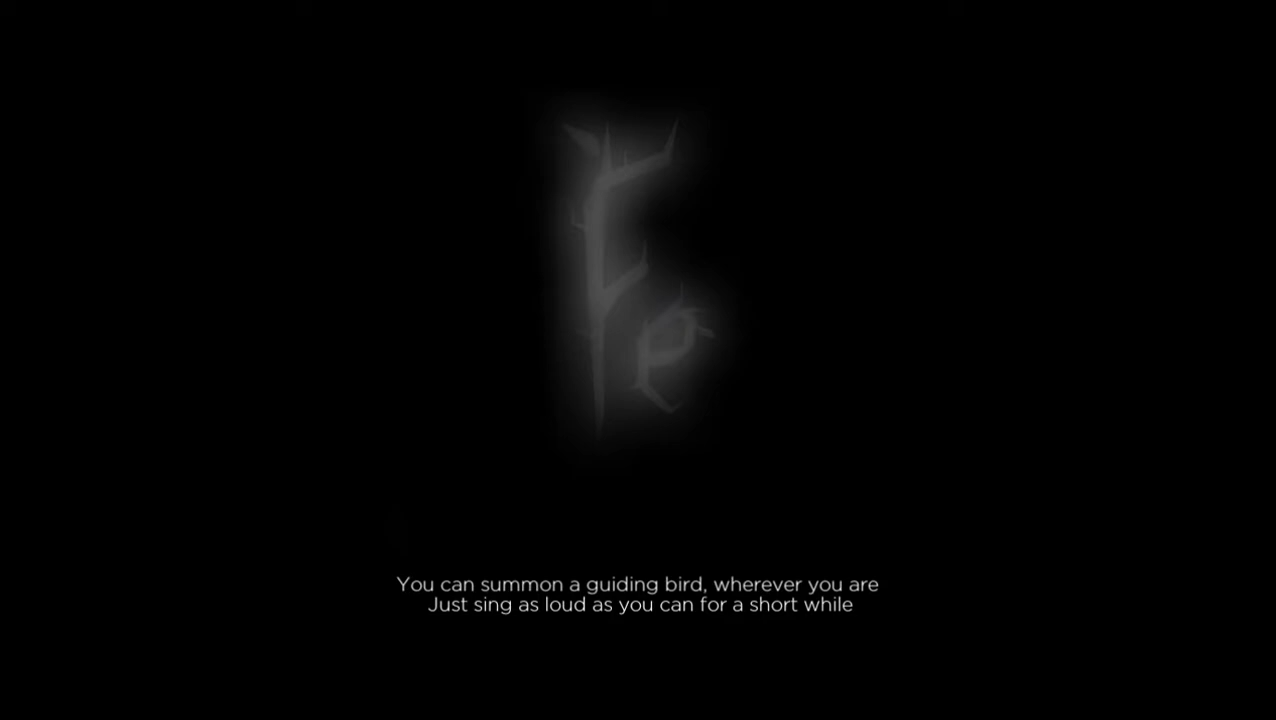 Fe
You can summon a guiding bird, wherever you are
Just sing as loud as you can for a short while